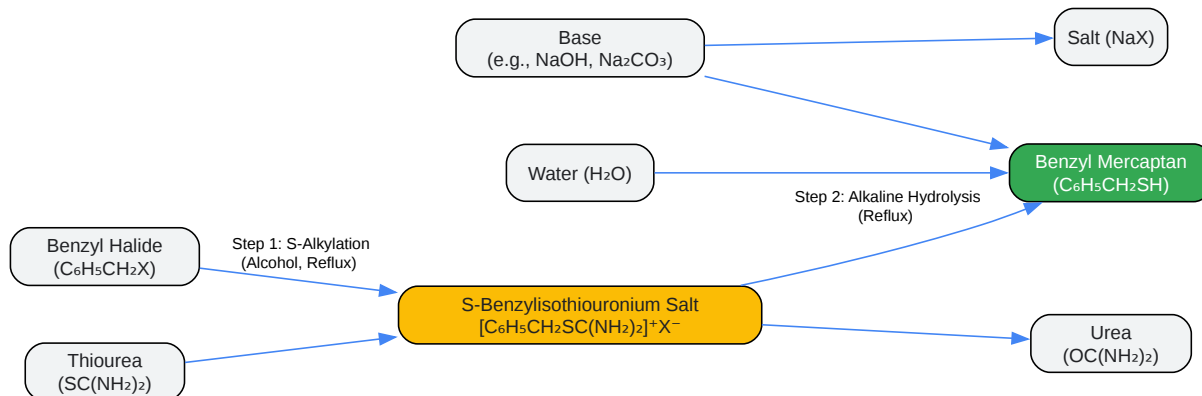 Base
(e.g., NaOH, Na₂CO₃)
Salt (NaX)
Water (H₂O)
Benzyl Mercaptan
(C₆H₅CH₂SH)
Step 2: Alkaline Hydrolysis
(Reflux)
Benzyl Halide
(C₆H₅CH₂X)
Step 1: S-Alkylation
(Alcohol, Reflux)
S-Benzylisothiouronium Salt
[C₆H₅CH₂SC(NH₂)₂]⁺X⁻
Thiourea
(SC(NH₂)₂)
Urea
(OC(NH₂)₂)